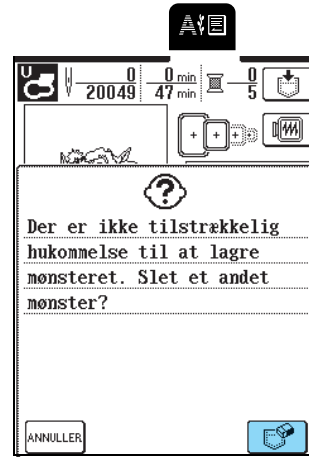 A
U 0 0 min 0
20049 47 min 5
Der er ikke tilstrækkelig
hukommelse til at lagre
mønsteret. Slet et andet
mønster?
ANNULLER